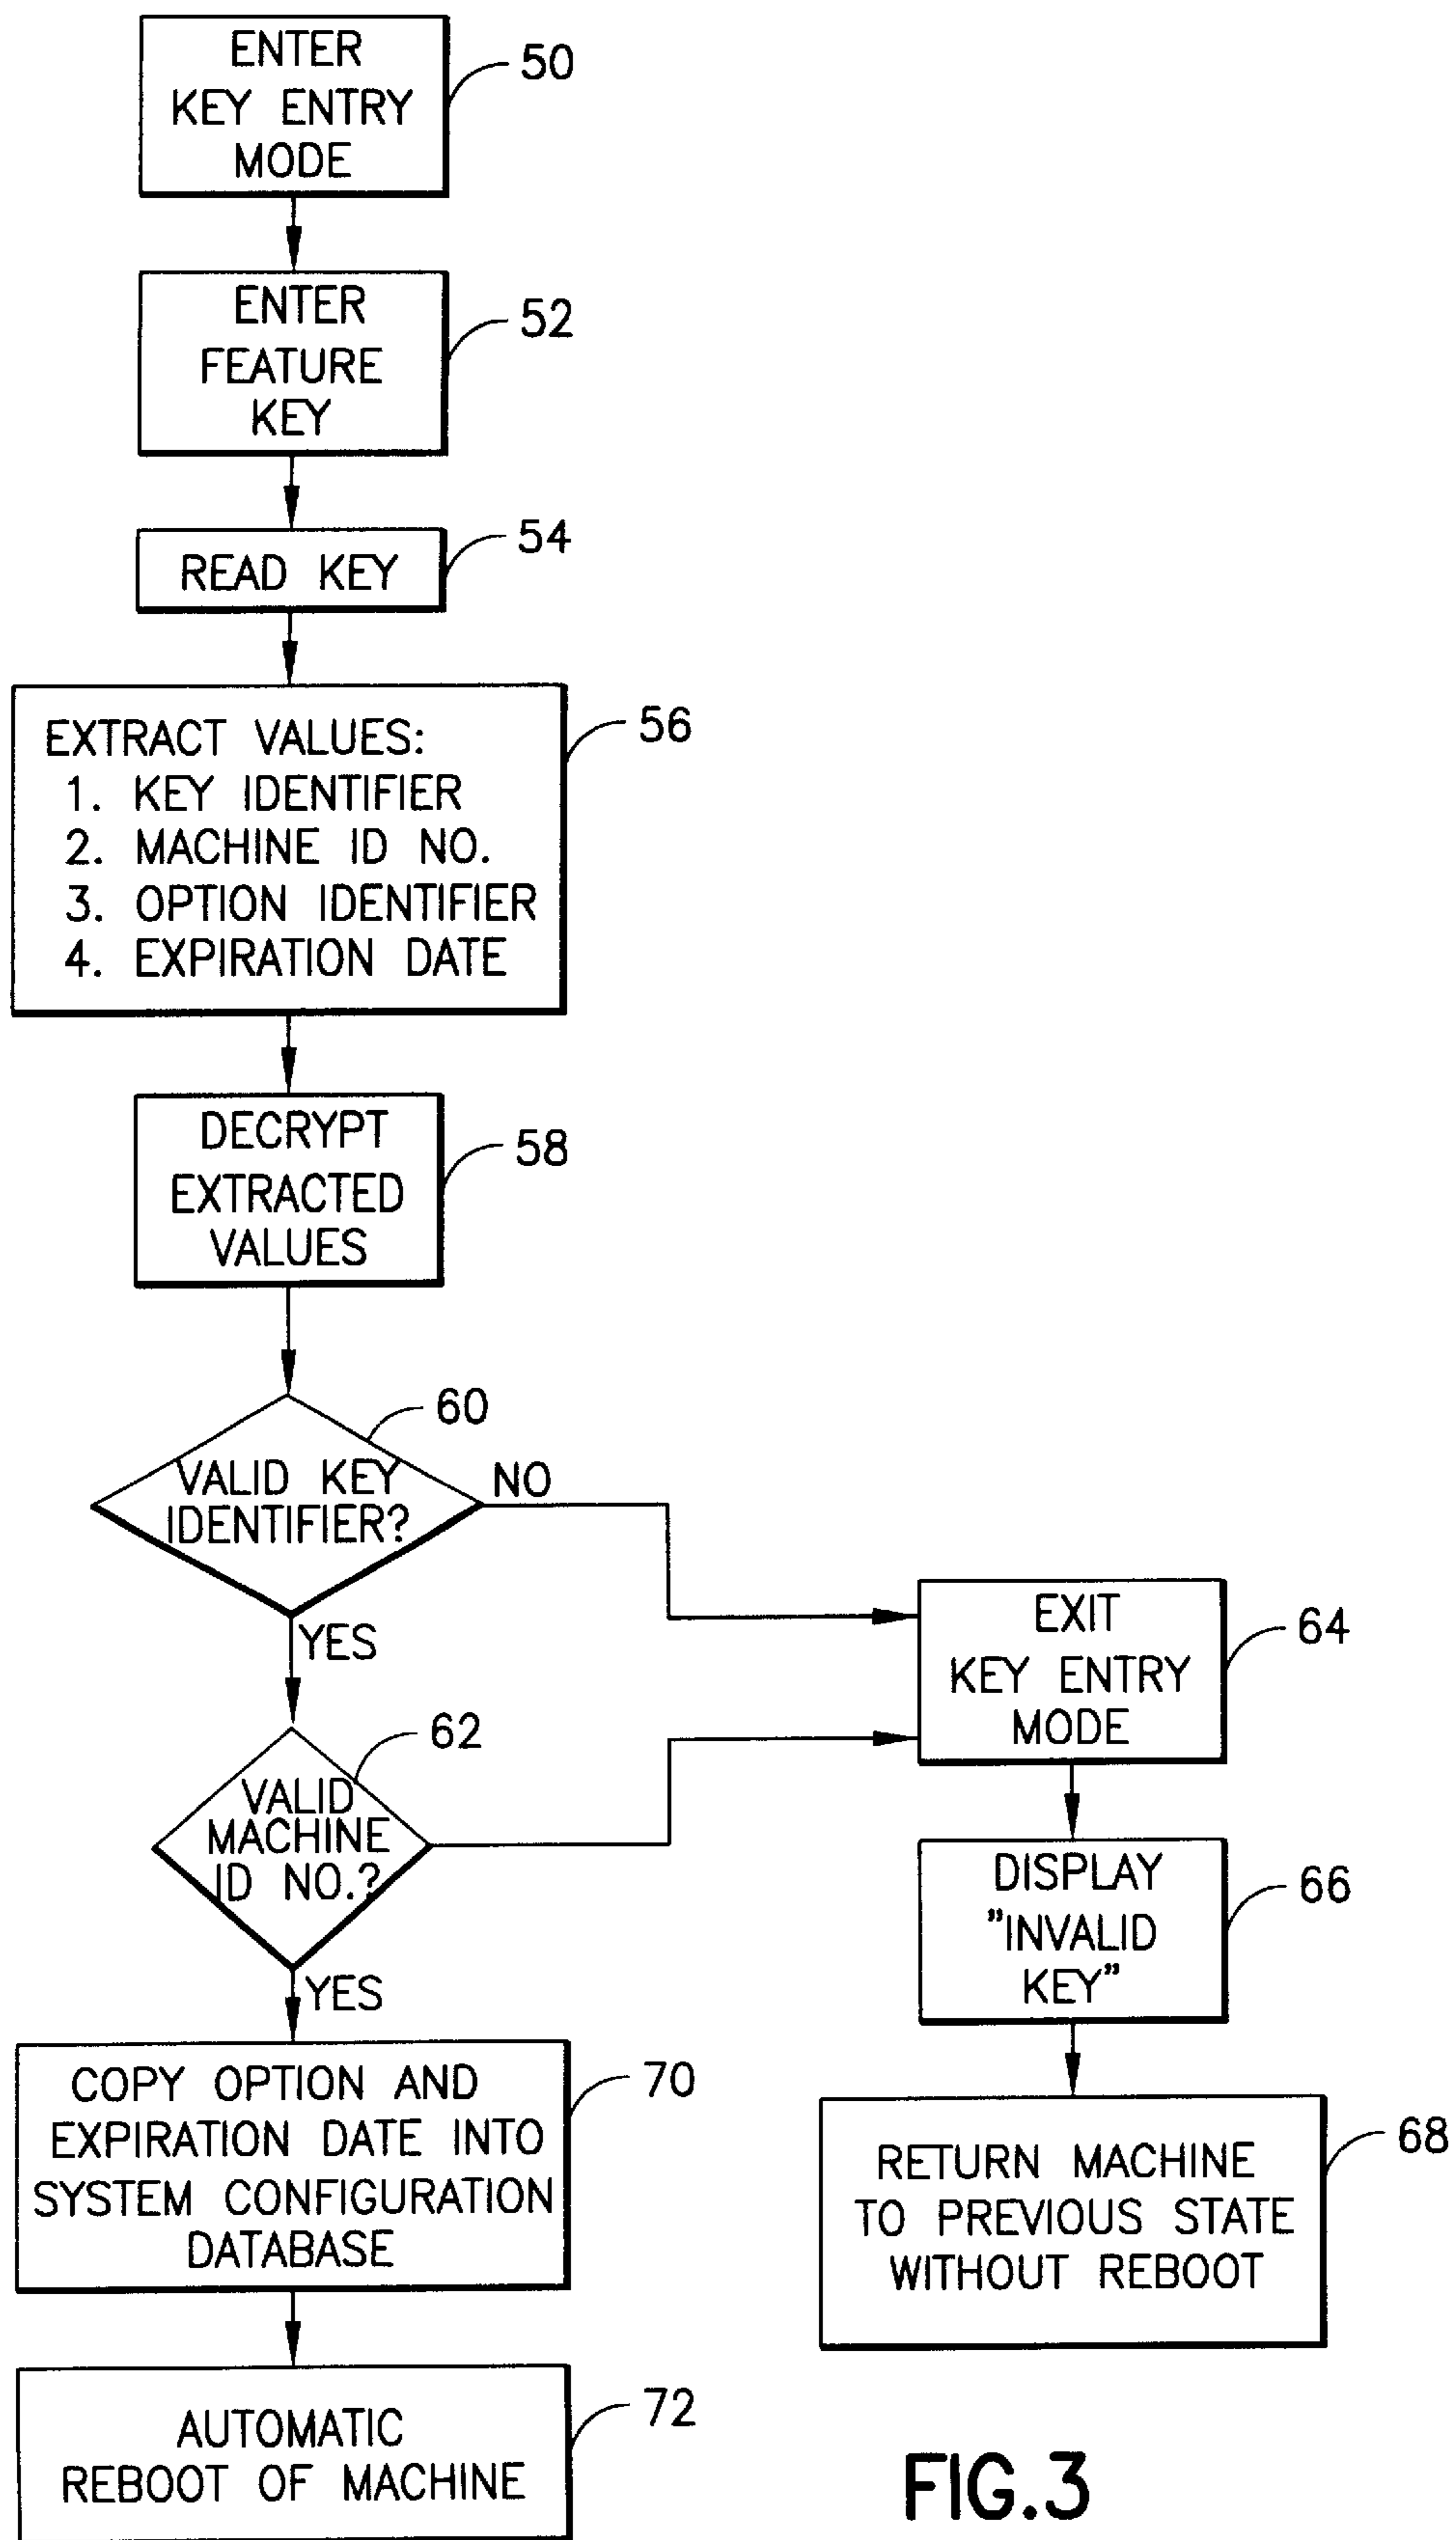 ENTER
KEY ENTRY
MODE
50
ENTER
FEATURE
KEY
52
READ KEY
54
EXTRACT VALUES:
1. KEY IDENTIFIER
2. MACHINE ID NO.
3. OPTION IDENTIFIER
4. EXPIRATION DATE
56
DECRYPT
EXTRACTED
VALUES
58
VALID KEY
IDENTIFIER?
60
NO
YES
VALID
MACHINE
ID NO.?
62
YES
EXIT
KEY ENTRY
MODE
64
DISPLAY
"INVALID
KEY"
66
RETURN MACHINE
TO PREVIOUS STATE
WITHOUT REBOOT
68
COPY OPTION AND
EXPIRATION DATE INTO
SYSTEM CONFIGURATION
DATABASE
70
AUTOMATIC
REBOOT OF MACHINE
72
FIG.3